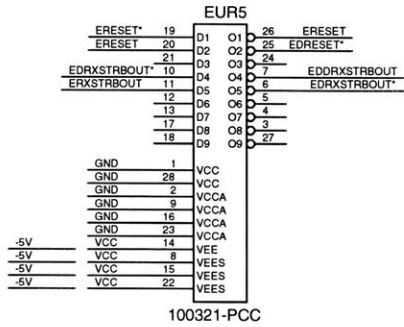 EUR5
ERESET* 19 D1 O1 26 ERESET
ERESET 20 D2 O2 25 EDRESET*
21 D3 O3 24
EDRXSTRBOUT* 10 D4 O4 7 EDDRXSTRBOUT
ERXSTRBOUT 11 D5 O5 6 EDRXSTRBOUT*
12 D6 O6 5
13 D7 O7 4
17 D8 O8 3
18 D9 O9 27
GND 1 VCC
GND 28 VCC
GND 2 VCCA
GND 9 VCCA
GND 16 VCCA
GND 23 VCCA
-5V VCC 14 VEE
-5V VCC 8 VEES
-5V VCC 15 VEES
-5V VCC 22 VEES
100321-PCC